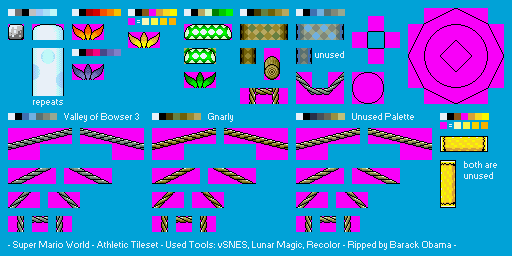 unused
repeats
Valley of Bowser 3
Gnarly
Unused Palette
both are
unused
- Super Mario World - Athletic Tileset - Used Tools: vSNES, Lunar Magic, Recolor - Ripped by Barack Obama -